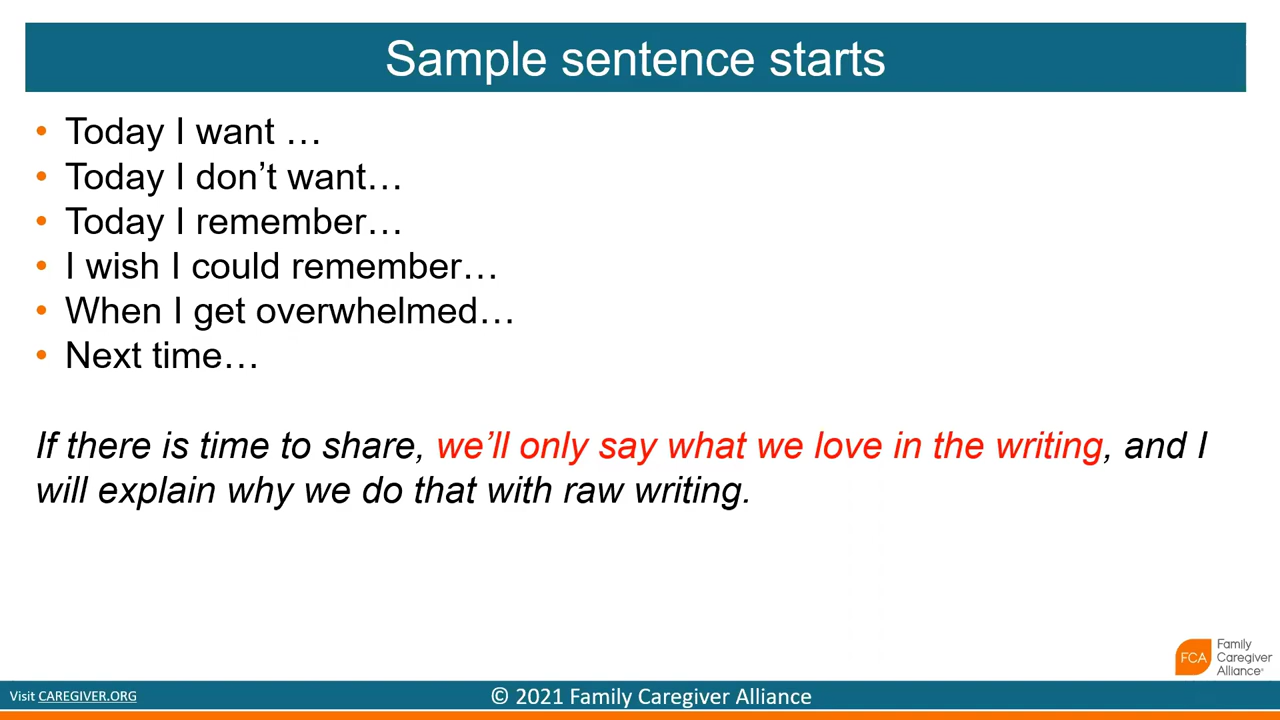 Sample sentence starts
• Today I want …
• Today I don’t want…
• Today I remember…
• I wish I could remember…
• When I get overwhelmed…
• Next time…
If there is time to share, we’ll only say what we love in the writing, and I
will explain why we do that with raw writing.
FCA
Family
Caregiver
Alliance®
Visit CAREGIVER.ORG
© 2021 Family Caregiver Alliance